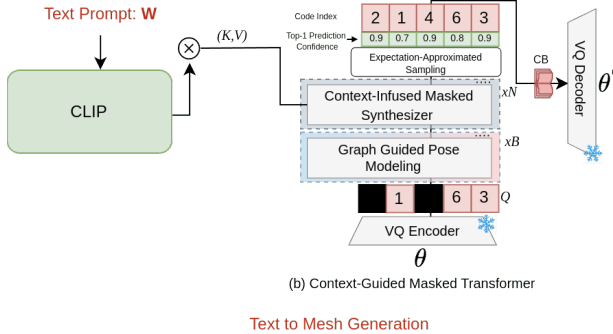 Text Prompt: W
CLIP
(K,V)
Code Index
2 1 4 6 3
Top-1 Prediction
Confidence
0.9 0.7 0.9 0.8 0.9
Expectation-Approximated
Sampling
....
xN
Context-Infused Masked
Synthesizer
....
xB
Graph Guided Pose
Modeling
1 6 3 Q
VQ Encoder
θ
CB
VQ Decoder
θ'
(b) Context-Guided Masked Transformer
Text to Mesh Generation